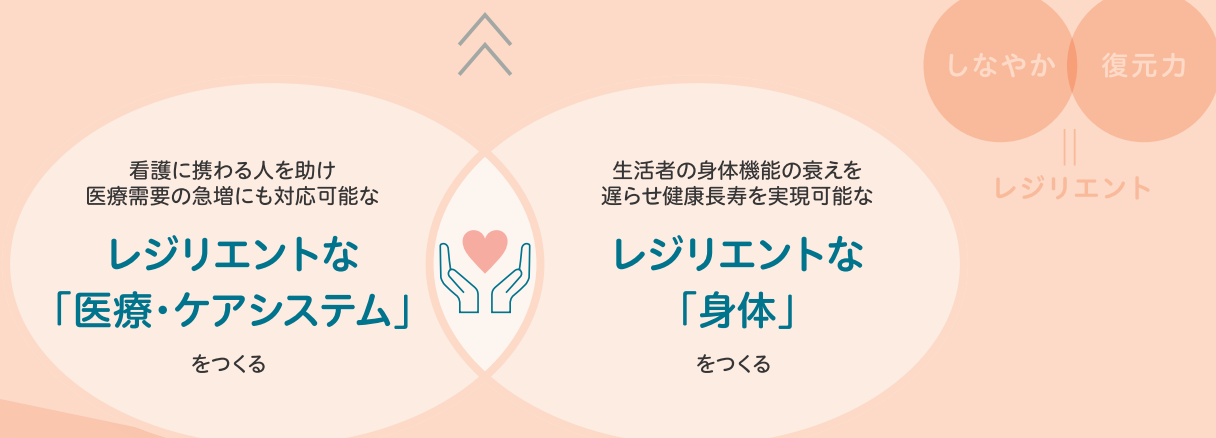 しなやか
復元力
レジリエント
看護に携わる人を助け
医療需要の急増にも対応可能な
レジリエントな
「医療・ケアシステム」
をつくる
生活者の身体機能の衰えを
遅らせ健康長寿を実現可能な
レジリエントな
「身体」
をつくる